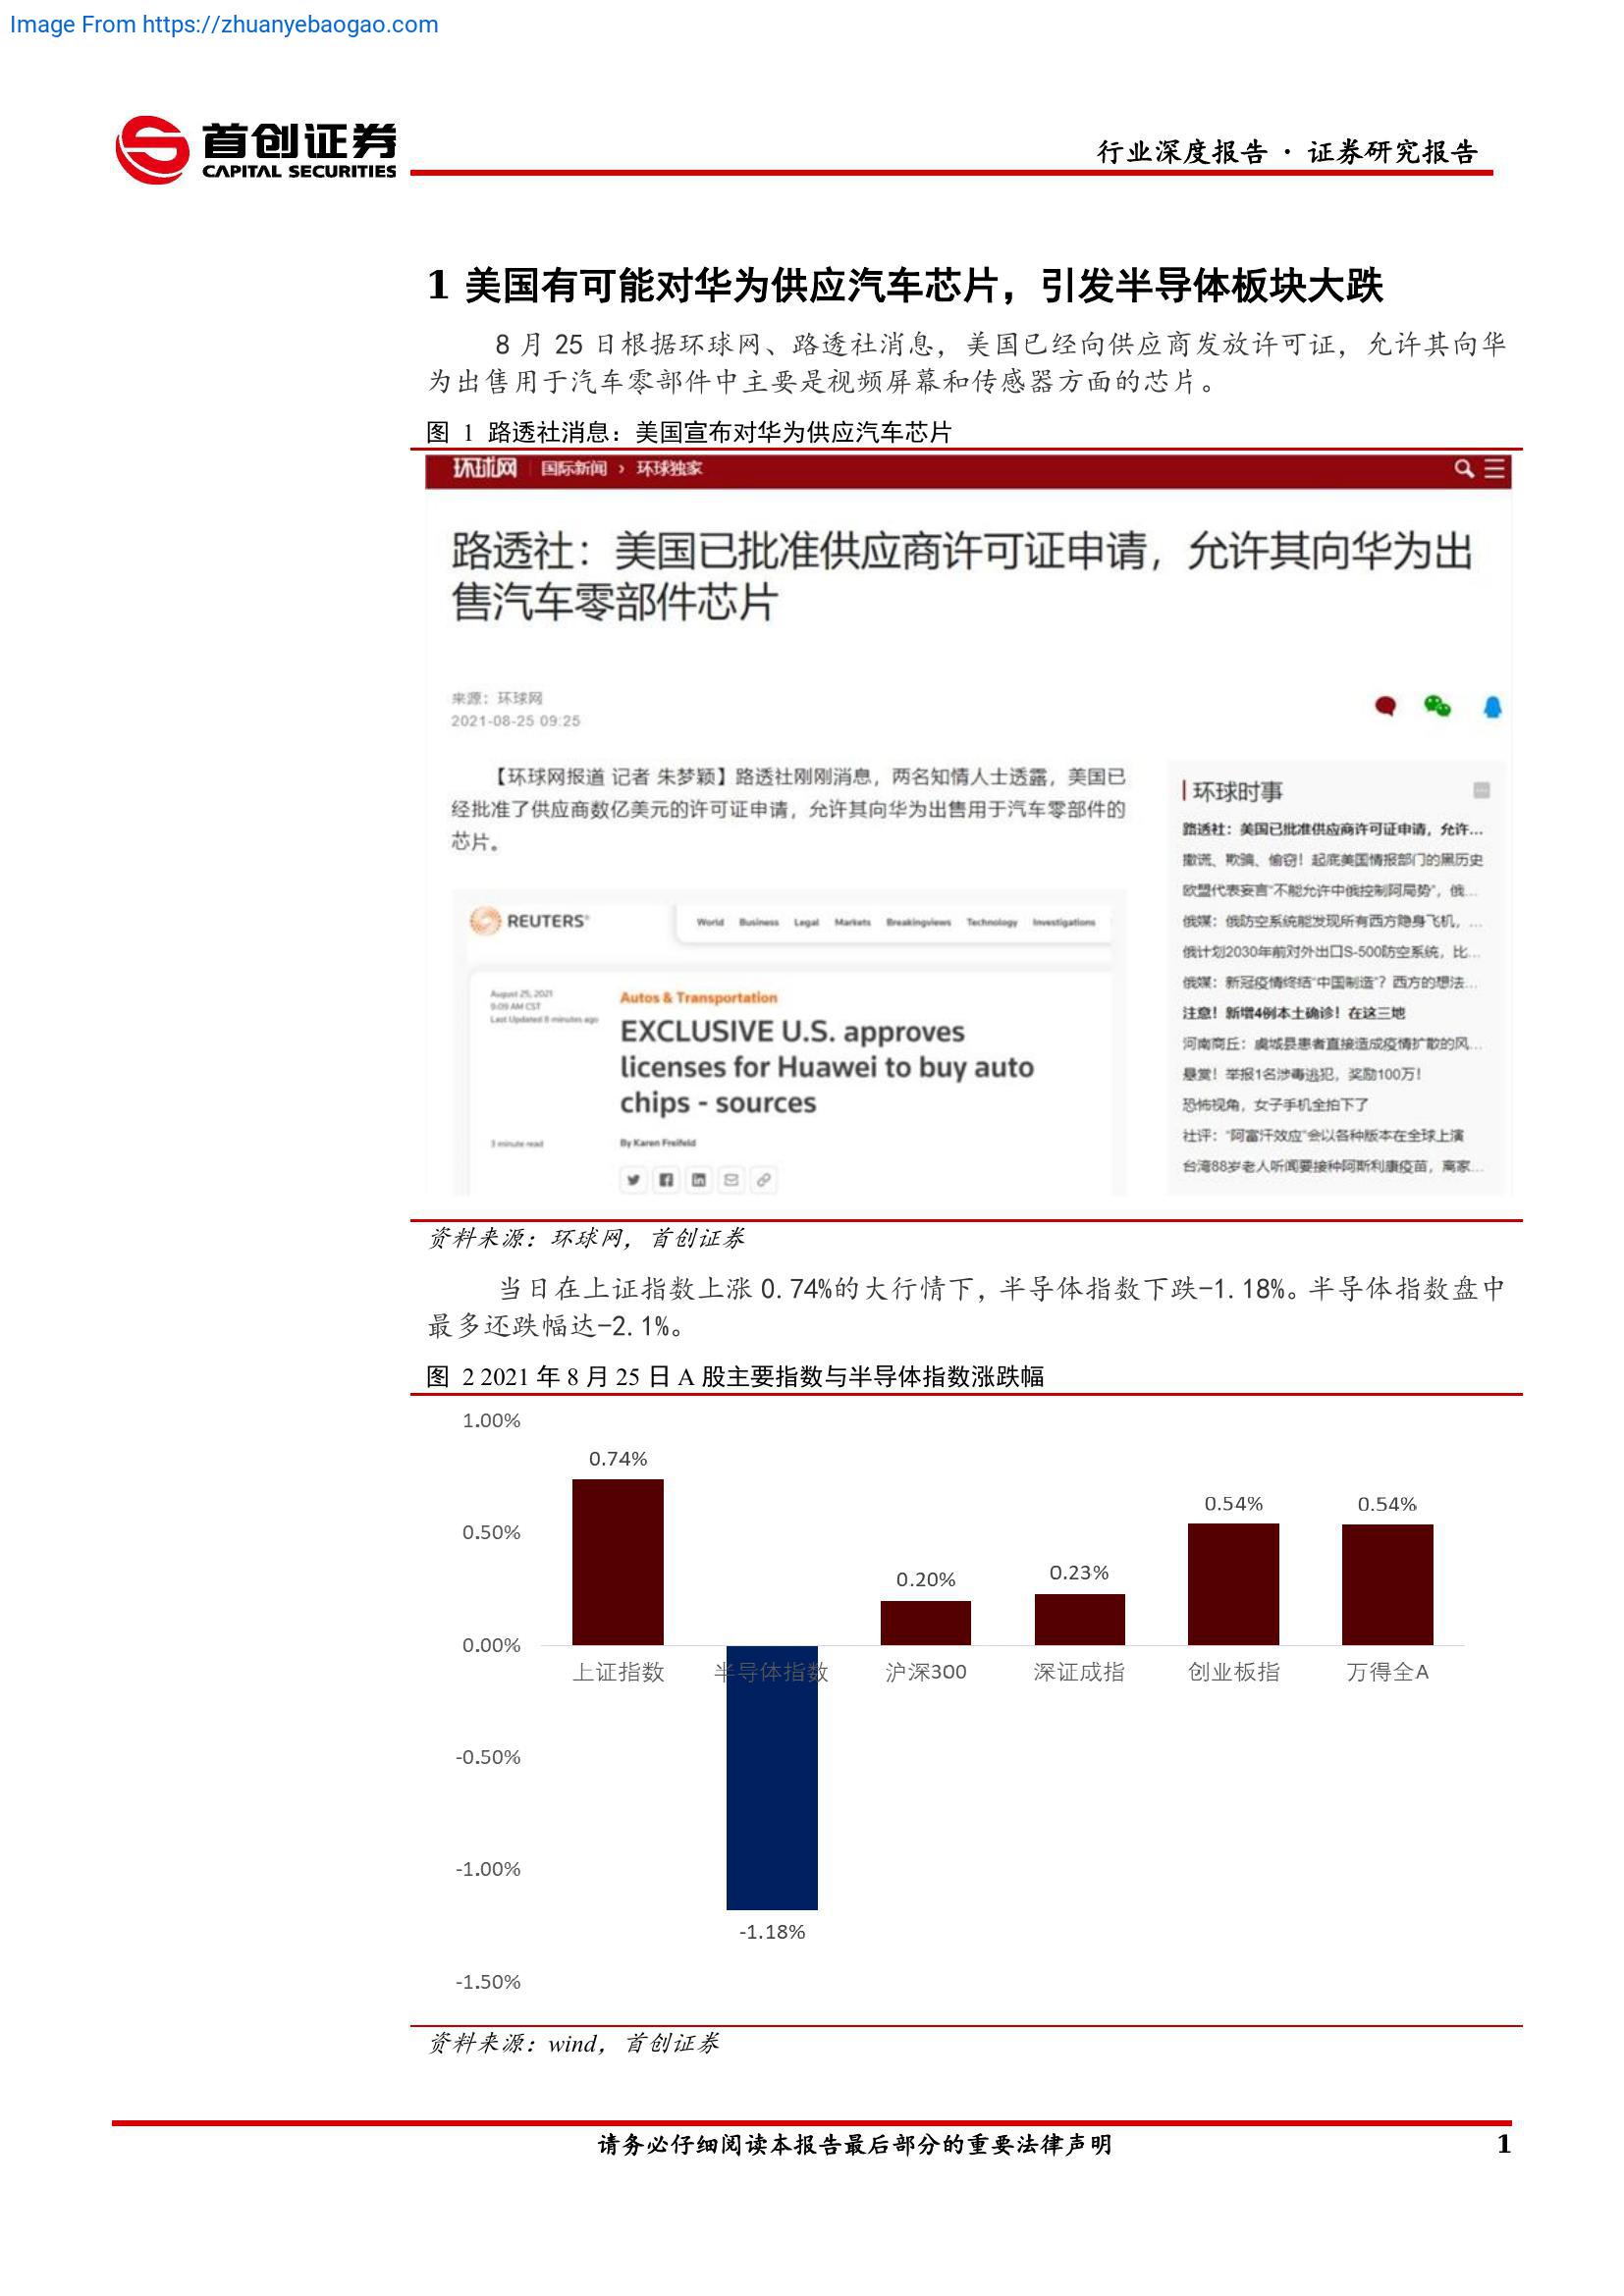 Image From https://zhuanyebaogao.com
首创证券
CAPITAL SECURITIES
行业深度报告 · 证券研究报告
1 美国有可能对华为供应汽车芯片，引发半导体板块大跌
8 月 25 日根据环球网、路透社消息，美国已经向供应商发放许可证，允许其向华
为出售用于汽车零部件中主要是视频屏幕和传感器方面的芯片。
图 1 路透社消息：美国宣布对华为供应汽车芯片
环球网 国际新闻 › 环球独家
路透社：美国已批准供应商许可证申请，允许其向华为出
售汽车零部件芯片
来源：环球网
2021-08-25 09:25
【环球网报道 记者 朱梦颖】路透社刚刚消息，两名知情人士透露，美国已
经批准了供应商数亿美元的许可证申请，允许其向华为出售用于汽车零部件的
芯片。
REUTERS®
World Business Legal Markets Breakingviews Technology Investigations
August 25, 2021
9:09 AM CST
Last Updated 8 minutes ago
Autos & Transportation
EXCLUSIVE U.S. approves
licenses for Huawei to buy auto
chips - sources
3 minute read
By Karen Freifeld
环球时事
路透社：美国已批准供应商许可证申请，允许...
撒谎、欺骗、偷窃！起底美国情报部门的黑历史
欧盟代表妄言“不能允许中俄控制阿局势”，俄...
俄媒：俄防空系统能发现所有西方隐身飞机，...
俄计划2030年前对外出口S-500防空系统，比...
俄媒：新冠疫情终结“中国制造”？西方的想法...
注意！新增4例本土确诊！在这三地
河南商丘：虞城县患者直接造成疫情扩散的风...
悬赏！举报1名涉毒逃犯，奖励100万！
恐怖视角，女子手机全拍下了
社评：“阿富汗效应”会以各种版本在全球上演
台湾88岁老人听闻要接种阿斯利康疫苗，离家...
资料来源：环球网，首创证券
当日在上证指数上涨 0.74%的大行情下，半导体指数下跌-1.18%。半导体指数盘中
最多还跌幅达-2.1%。
图 2 2021 年 8 月 25 日 A 股主要指数与半导体指数涨跌幅
1.00%
0.74%
0.54%
0.54%
0.50%
0.20%
0.23%
0.00%
上证指数 半导体指数 沪深300 深证成指 创业板指 万得全A
-0.50%
-1.00%
-1.18%
-1.50%
资料来源：wind，首创证券
请务必仔细阅读本报告最后部分的重要法律声明
1